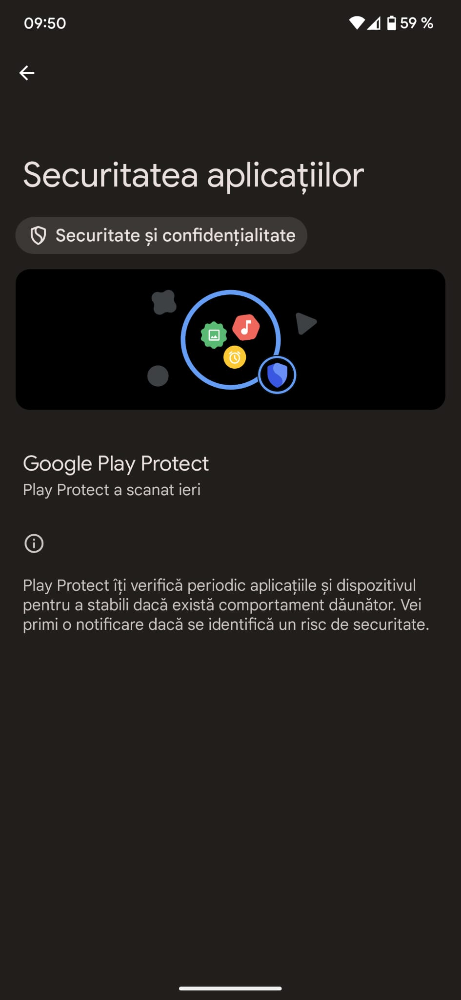 09:50
59 %
Securitatea aplicațiilor
Securitate și confidențialitate
Google Play Protect
Play Protect a scanat ieri
Play Protect îți verifică periodic aplicațiile și dispozitivul
pentru a stabili dacă există comportament dăunător. Vei
primi o notificare dacă se identifică un risc de securitate.